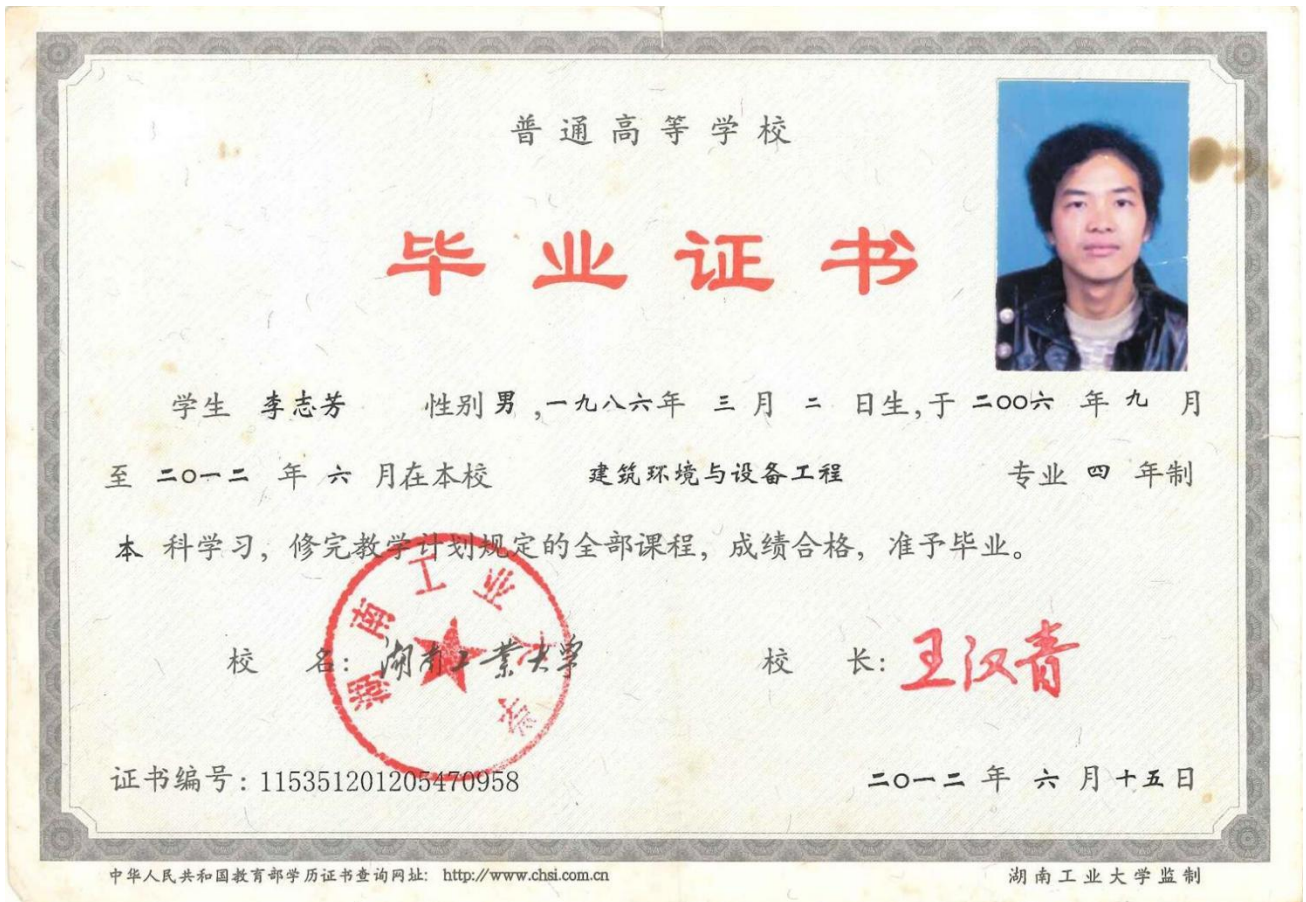 普通高等学校
毕业证书
学生 李志芳 性别 男 ,一九八六年 三 月 二 日生,于 二〇〇六 年 九 月
至 二〇一二 年 六 月在本校 建筑环境与设备工程 专业 四 年制
本 科学习，修完教学计划规定的全部课程，成绩合格，准予毕业。
湖南工业大学
校 名: 湖南工業大学 校 长: 王汉青
证书编号: 115351201205470958 二〇一二 年 六 月 十五 日
中华人民共和国教育部学历证书查询网址: http://www.chsi.com.cn 湖南工业大学监制